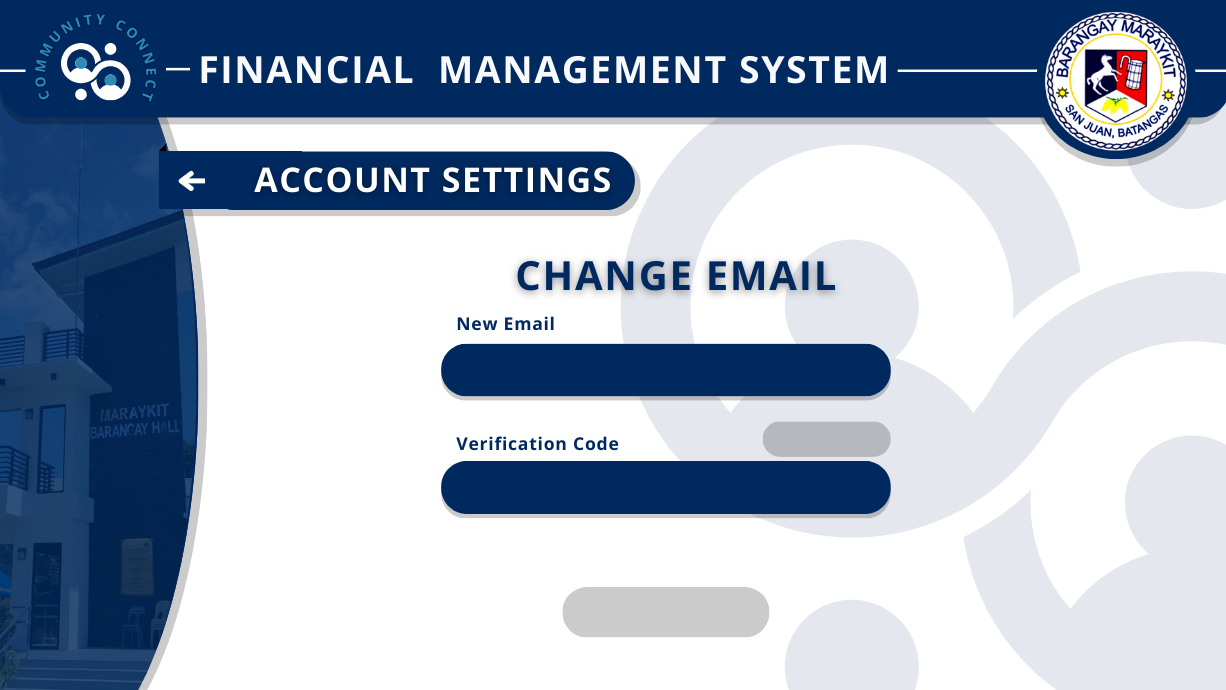 COMMUNITY CONNECT
FINANCIAL MANAGEMENT SYSTEM
BARANGAY MARAYKIT
SAN JUAN, BATANGAS
ACCOUNT SETTINGS
CHANGE EMAIL
New Email
MARAYKIT
BARANGAY HALL
Verification Code